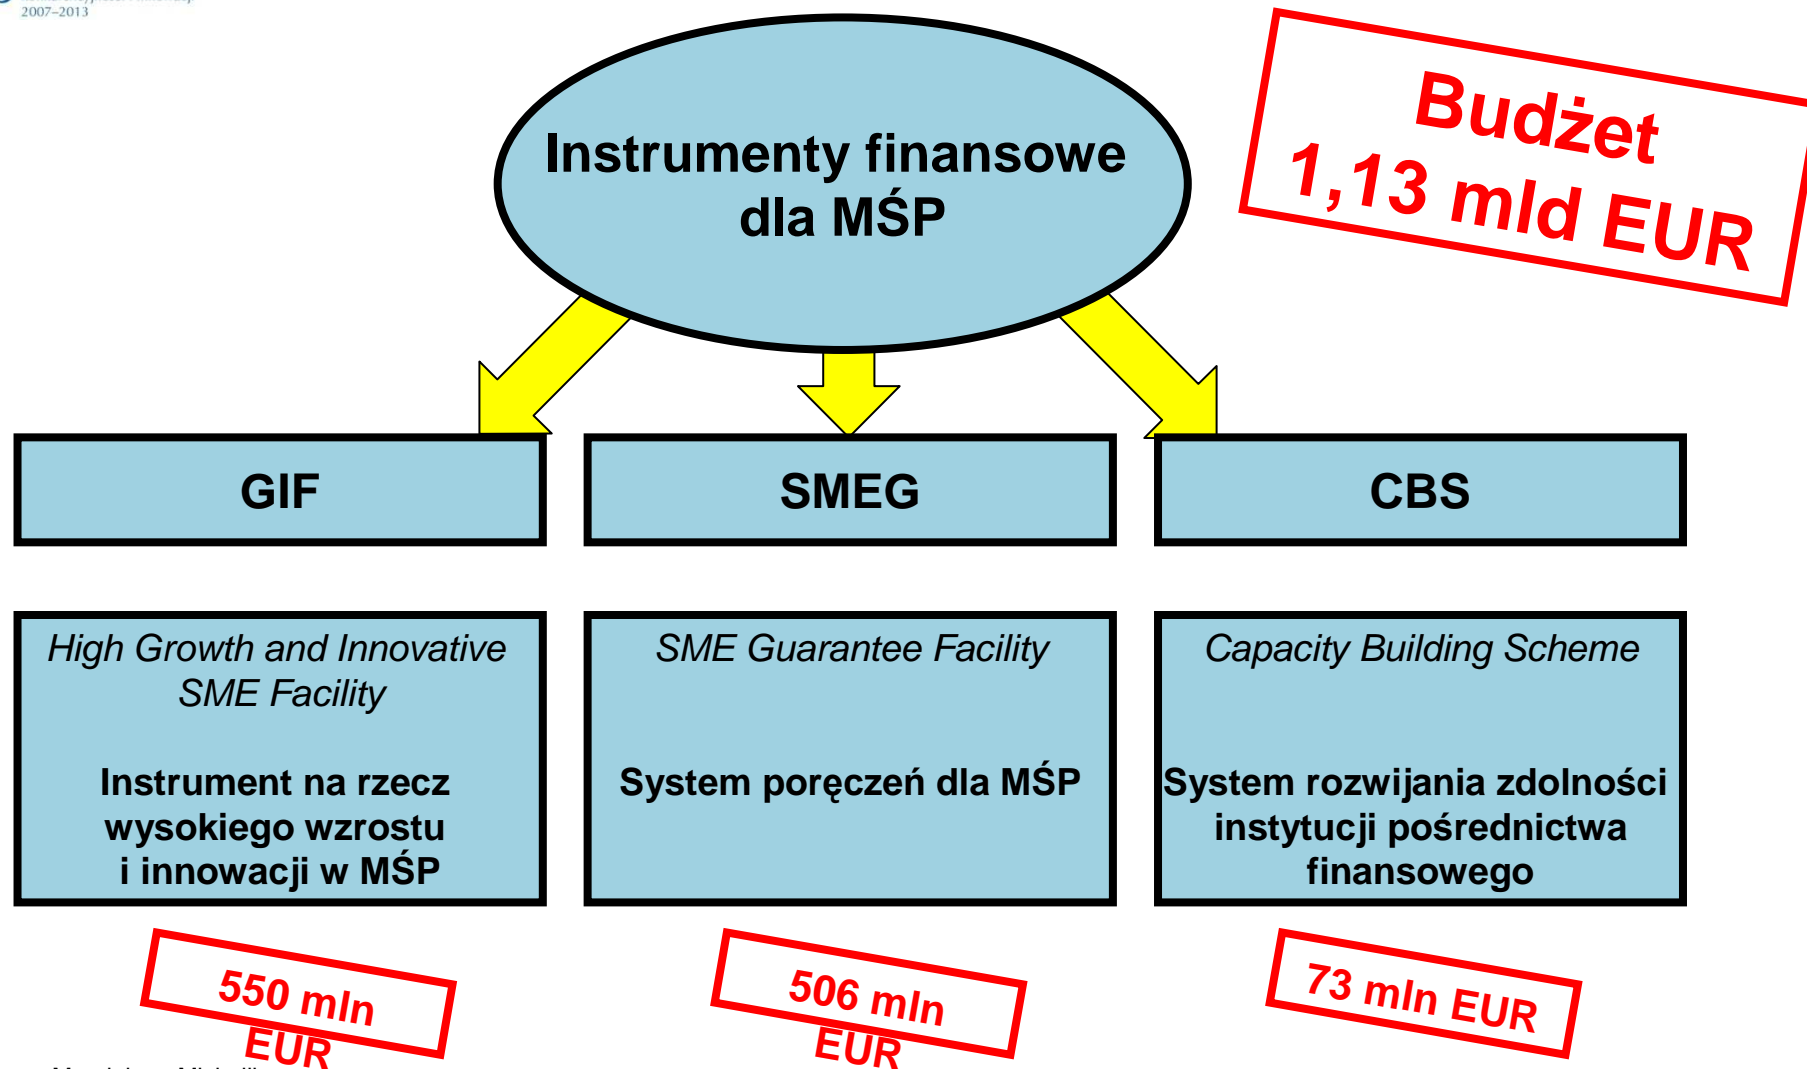 2007–2013
Budżet
1,13 mld EUR
Instrumenty finansowe
dla MŚP
GIF
SMEG
CBS
High Growth and Innovative
SME Facility
Instrument na rzecz
wysokiego wzrostu
i innowacji w MŚP
SME Guarantee Facility
System poręczeń dla MŚP
Capacity Building Scheme
System rozwijania zdolności
instytucji pośrednictwa
finansowego
550 mln
EUR
506 mln
EUR
73 mln EUR